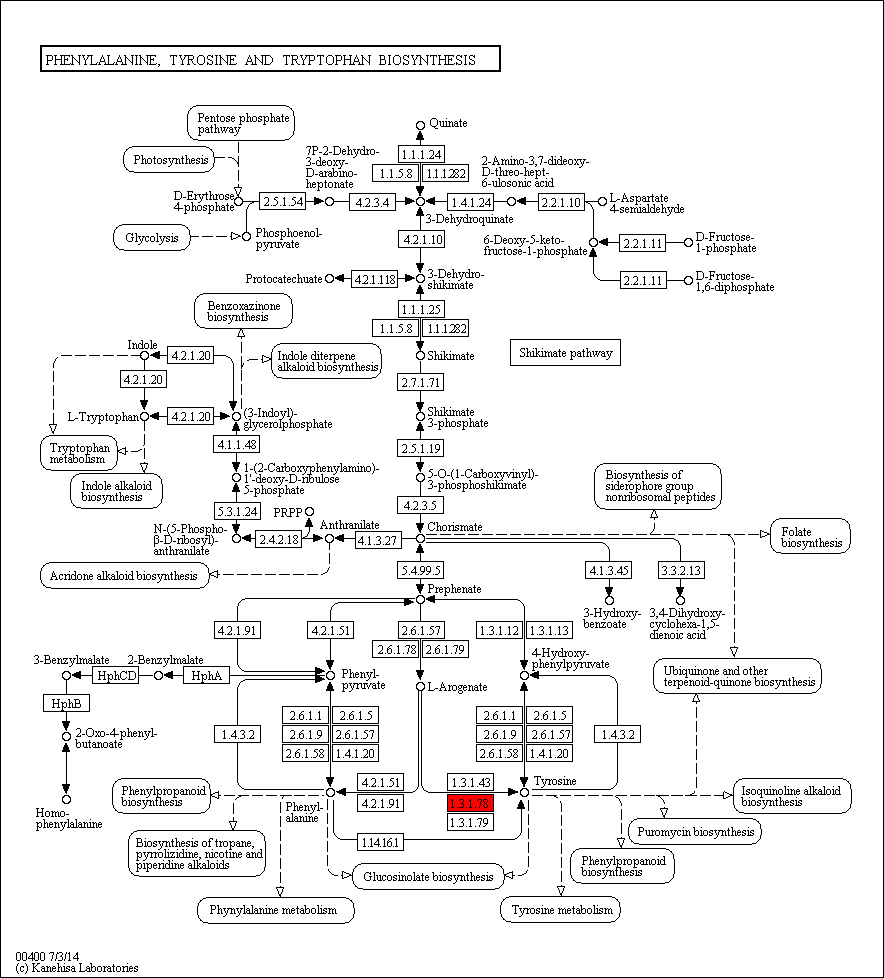 PHENYLALANINE, TYROSINE AND TRYPTOPHAN BIOSYNTHESIS
Pentose phosphate
pathway
Photosynthesis
D-Erythrose
4-phosphate
Glycolysis
Phosphoenol-
pyruvate
2.5.1.54
7P-2-Dehydro-
3-deoxy-
D-arabino-
heptonate
4.2.3.4
Quinate
1.1.1.24
1.1.5.8
1.1.1.282
3-Dehydroquinate
2-Amino-3,7-dideoxy-
D-threo-hept-
6-ulosonic acid
1.4.1.24
2.2.1.10
L-Aspartate
4-semialdehyde
6-Deoxy-5-keto-
fructose-1-phosphate
2.2.1.11
D-Fructose-
1-phosphate
2.2.1.11
D-Fructose-
1,6-diphosphate
4.2.1.10
Protocatechuate
4.2.1.118
3-Dehydro-
shikimate
1.1.1.25
1.1.5.8
1.1.1.282
Shikimate
Shikimate pathway
2.7.1.71
Shikimate
3-phosphate
2.5.1.19
5-O-(1-Carboxyvinyl)-
3-phosphoshikimate
4.2.3.5
Chorismate
Benzoxazinone
biosynthesis
Indole
4.2.1.20
4.2.1.20
Indole diterpene
alkaloid biosynthesis
L-Tryptophan
4.2.1.20
(3-Indoyl)-
glycerolphosphate
Tryptophan
metabolism
Indole alkaloid
biosynthesis
4.1.1.48
1-(2-Carboxyphenylamino)-
1'-deoxy-D-ribulose
5-phosphate
5.3.1.24
PRPP
N-(5-Phospho-
β-D-ribosyl)-
anthranilate
2.4.2.18
Anthranilate
4.1.3.27
Acridone alkaloid biosynthesis
Biosynthesis of
siderophore group
nonribosomal peptides
Folate
biosynthesis
5.4.99.5
4.1.3.45
3.3.2.13
Prephenate
3-Hydroxy-
benzoate
3,4-Dihydroxy-
cyclohexa-1,5-
dienoic acid
4.2.1.91
4.2.1.51
2.6.1.57
2.6.1.78
2.6.1.79
1.3.1.12
1.3.1.13
4-Hydroxy-
phenylpyruvate
Ubiquinone and other
terpenoid-quinone biosynthesis
3-Benzylmalate
2-Benzylmalate
HphCD
HphA
HphB
Phenyl-
pyruvate
L-Arogenate
2-Oxo-4-phenyl-
butanoate
Homo-
phenylalanine
1.4.3.2
2.6.1.1
2.6.1.5
2.6.1.9
2.6.1.57
2.6.1.58
1.4.1.20
2.6.1.1
2.6.1.5
2.6.1.9
2.6.1.57
2.6.1.58
1.4.1.20
1.4.3.2
Phenylpropanoid
biosynthesis
Phenyl-
alanine
4.2.1.51
4.2.1.91
1.3.1.43
1.3.1.78
1.3.1.79
Tyrosine
Isoquinoline alkaloid
biosynthesis
Puromycin biosynthesis
1.14.16.1
Biosynthesis of tropane,
pyrrolizidine, nicotine and
piperidine alkaloids
Phenylpropanoid
biosynthesis
Glucosinolate biosynthesis
Phynylalanine metabolism
Tyrosine metabolism
00400 7/3/14
(c) Kanehisa Laboratories